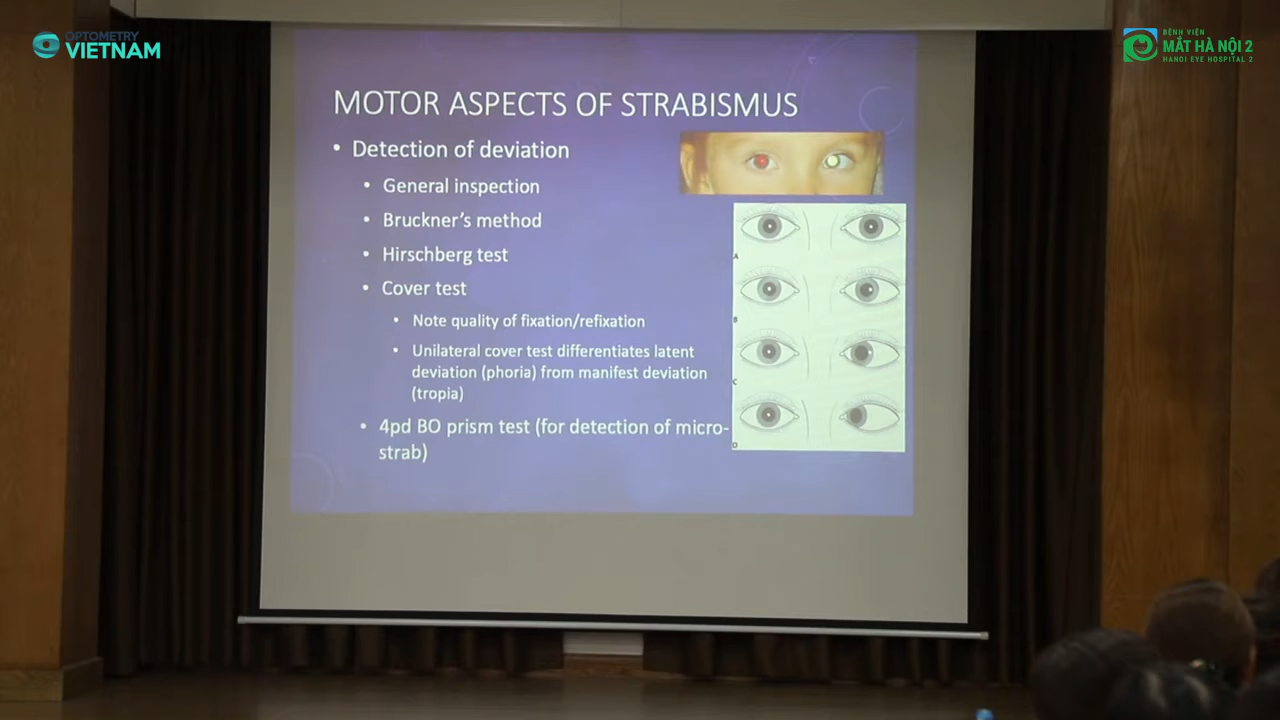 OPTOMETRY
VIETNAM
BỆNH VIỆN
MẮT HÀ NỘI 2
HANOI EYE HOSPITAL 2
MOTOR ASPECTS OF STRABISMUS
• Detection of deviation
• General inspection
• Bruckner's method
• Hirschberg test
• Cover test
• Note quality of fixation/refixation
• Unilateral cover test differentiates latent
deviation (phoria) from manifest deviation
(tropia)
• 4pd BO prism test (for detection of micro-
strab)
A
B
C
D